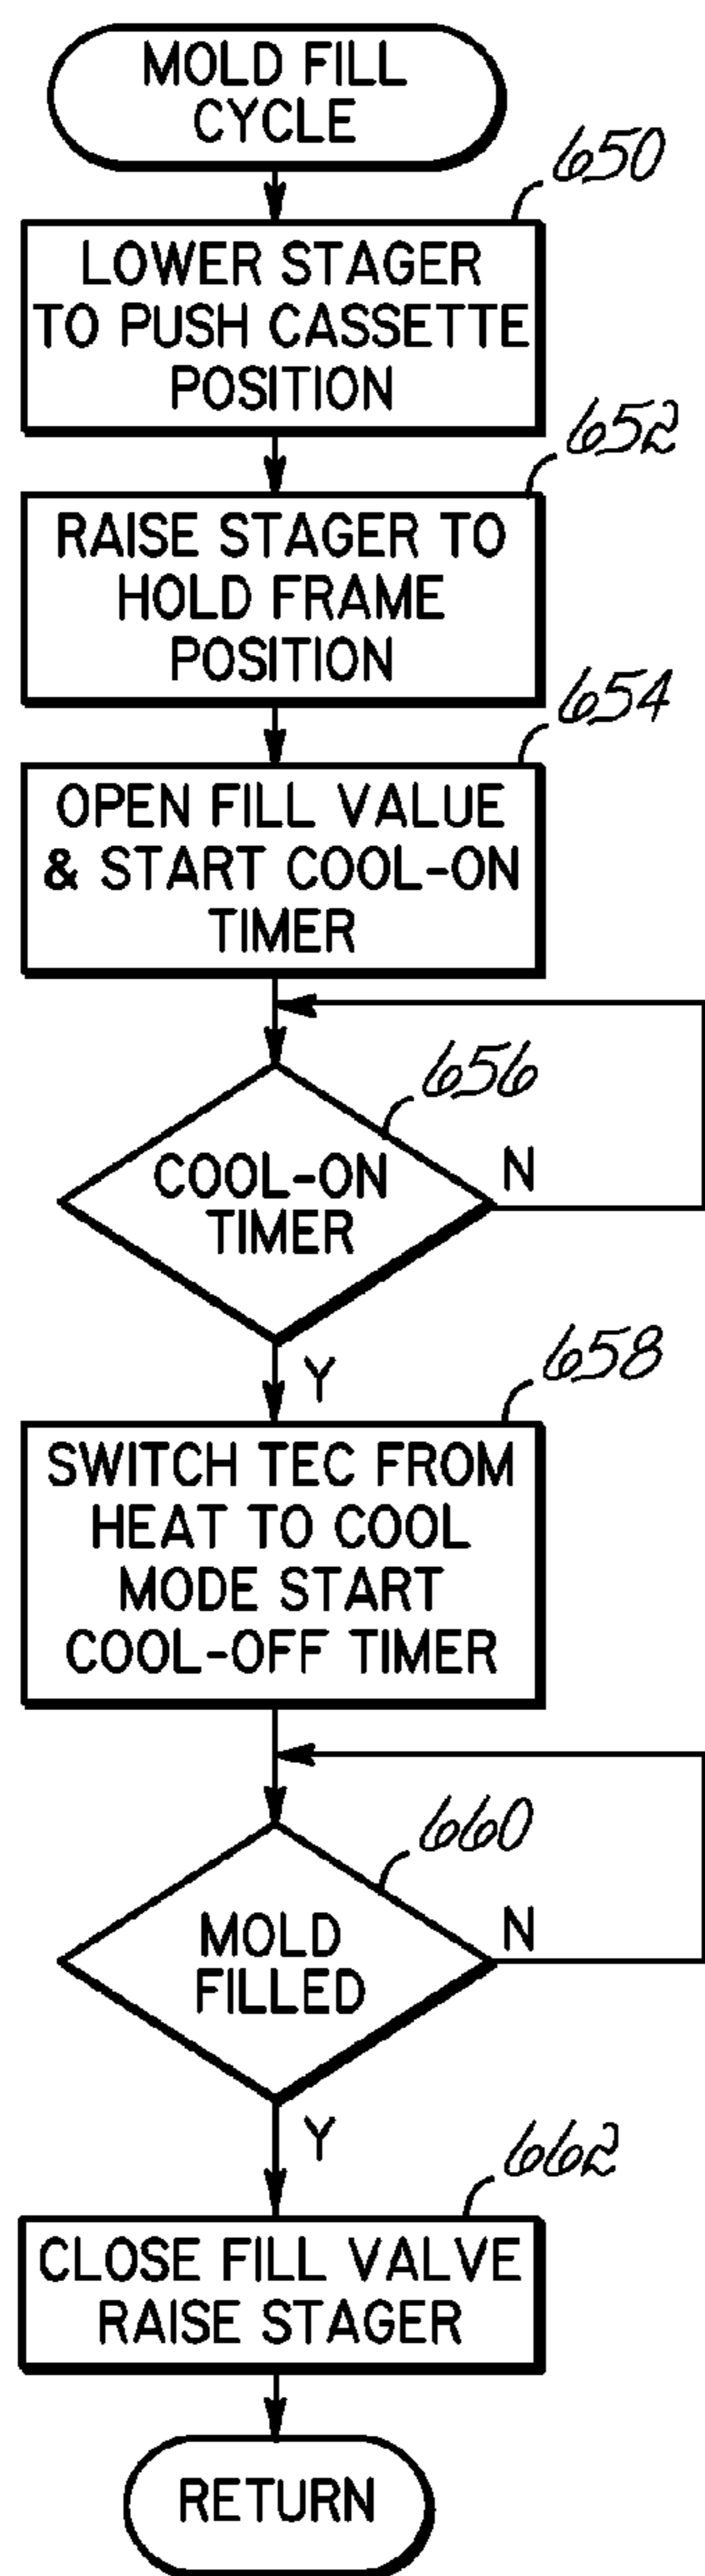 MOLD FILL
CYCLE
650
LOWER STAGER
TO PUSH CASSETTE
POSITION
652
RAISE STAGER TO
HOLD FRAME
POSITION
654
OPEN FILL VALUE
& START COOL-ON
TIMER
656
COOL-ON
TIMER
N
Y
658
SWITCH TEC FROM
HEAT TO COOL
MODE START
COOL-OFF TIMER
660
MOLD
FILLED
N
Y
662
CLOSE FILL VALVE
RAISE STAGER
RETURN